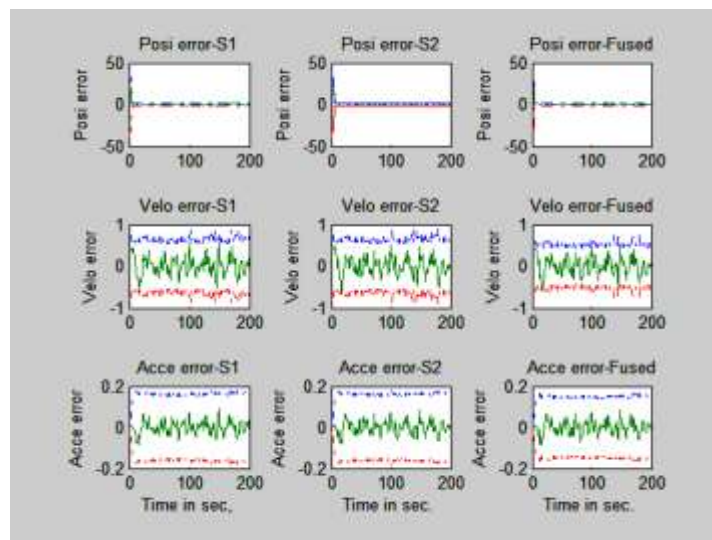 Posi error-S1 Posi error-S2 Posi error-Fused
50 50 50
Posi error Posi error Posi error
0 0 0
-50 -50 -50
0 100 200 0 100 200 0 100 200
Velo error-S1 Velo error-S2 Velo error-Fused
1 1 1
Velo error Velo error Velo error
0 0 0
-1 -1 -1
0 100 200 0 100 200 0 100 200
Acce error-S1 Acce error-S2 Acce error-Fused
0.2 0.2 0.2
Acce error Acce error Acce error
0 0 0
-0.2 -0.2 -0.2
0 100 200 0 100 200 0 100 200
Time in sec, Time in sec. Time in sec.